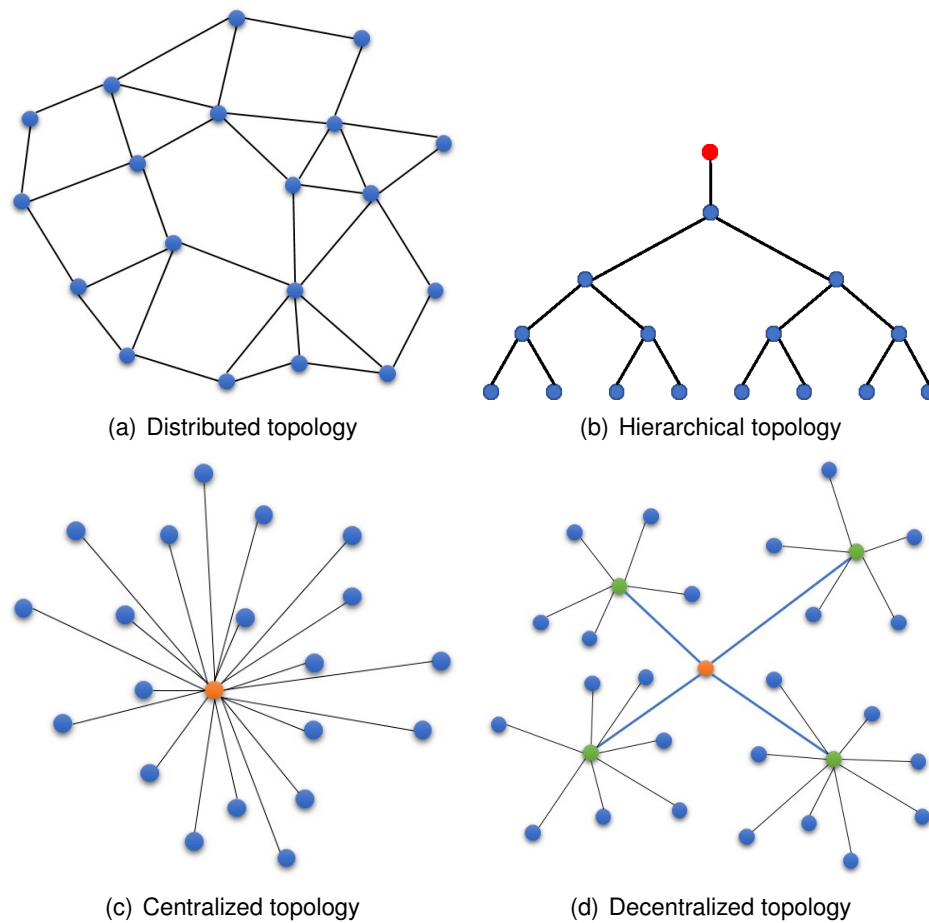 (a) Distributed topology
(b) Hierarchical topology
(c) Centralized topology
(d) Decentralized topology